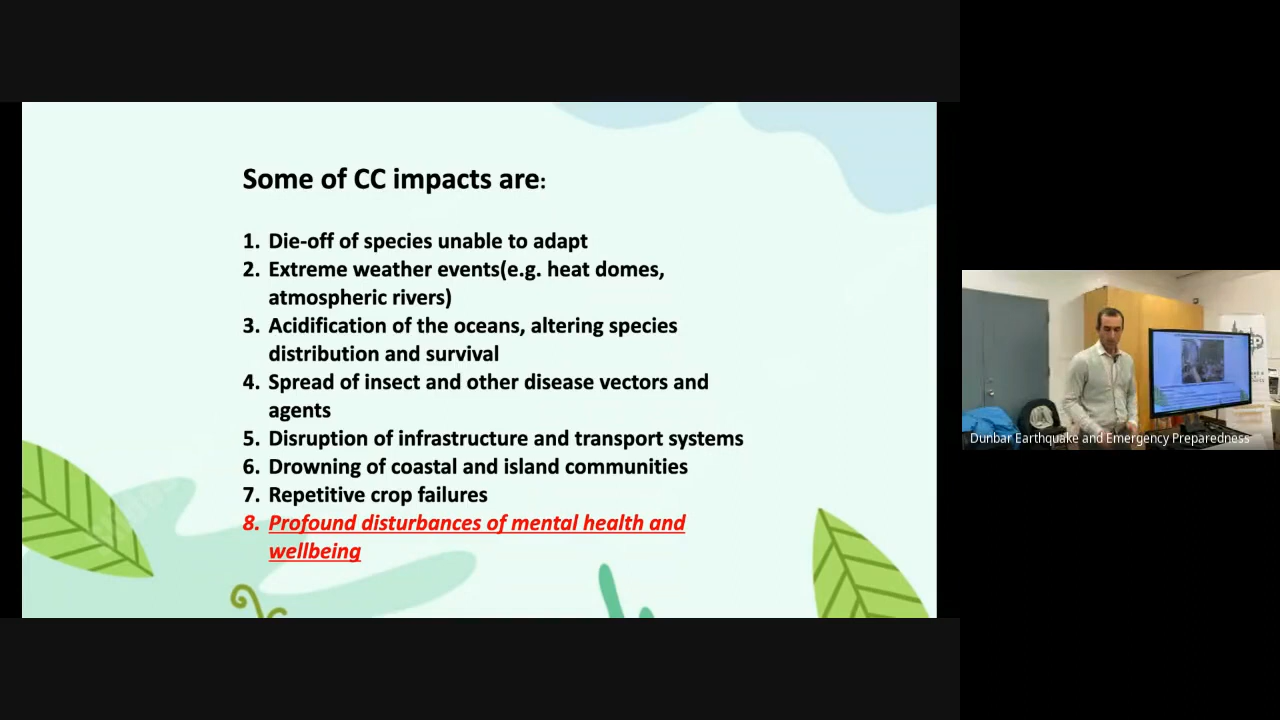 Some of CC impacts are:
1. Die-off of species unable to adapt
2. Extreme weather events(e.g. heat domes,
atmospheric rivers)
3. Acidification of the oceans, altering species
distribution and survival
4. Spread of insect and other disease vectors and
agents
5. Disruption of infrastructure and transport systems
6. Drowning of coastal and island communities
7. Repetitive crop failures
8. Profound disturbances of mental health and
wellbeing
Dunbar Earthquake and Emergency Preparedness